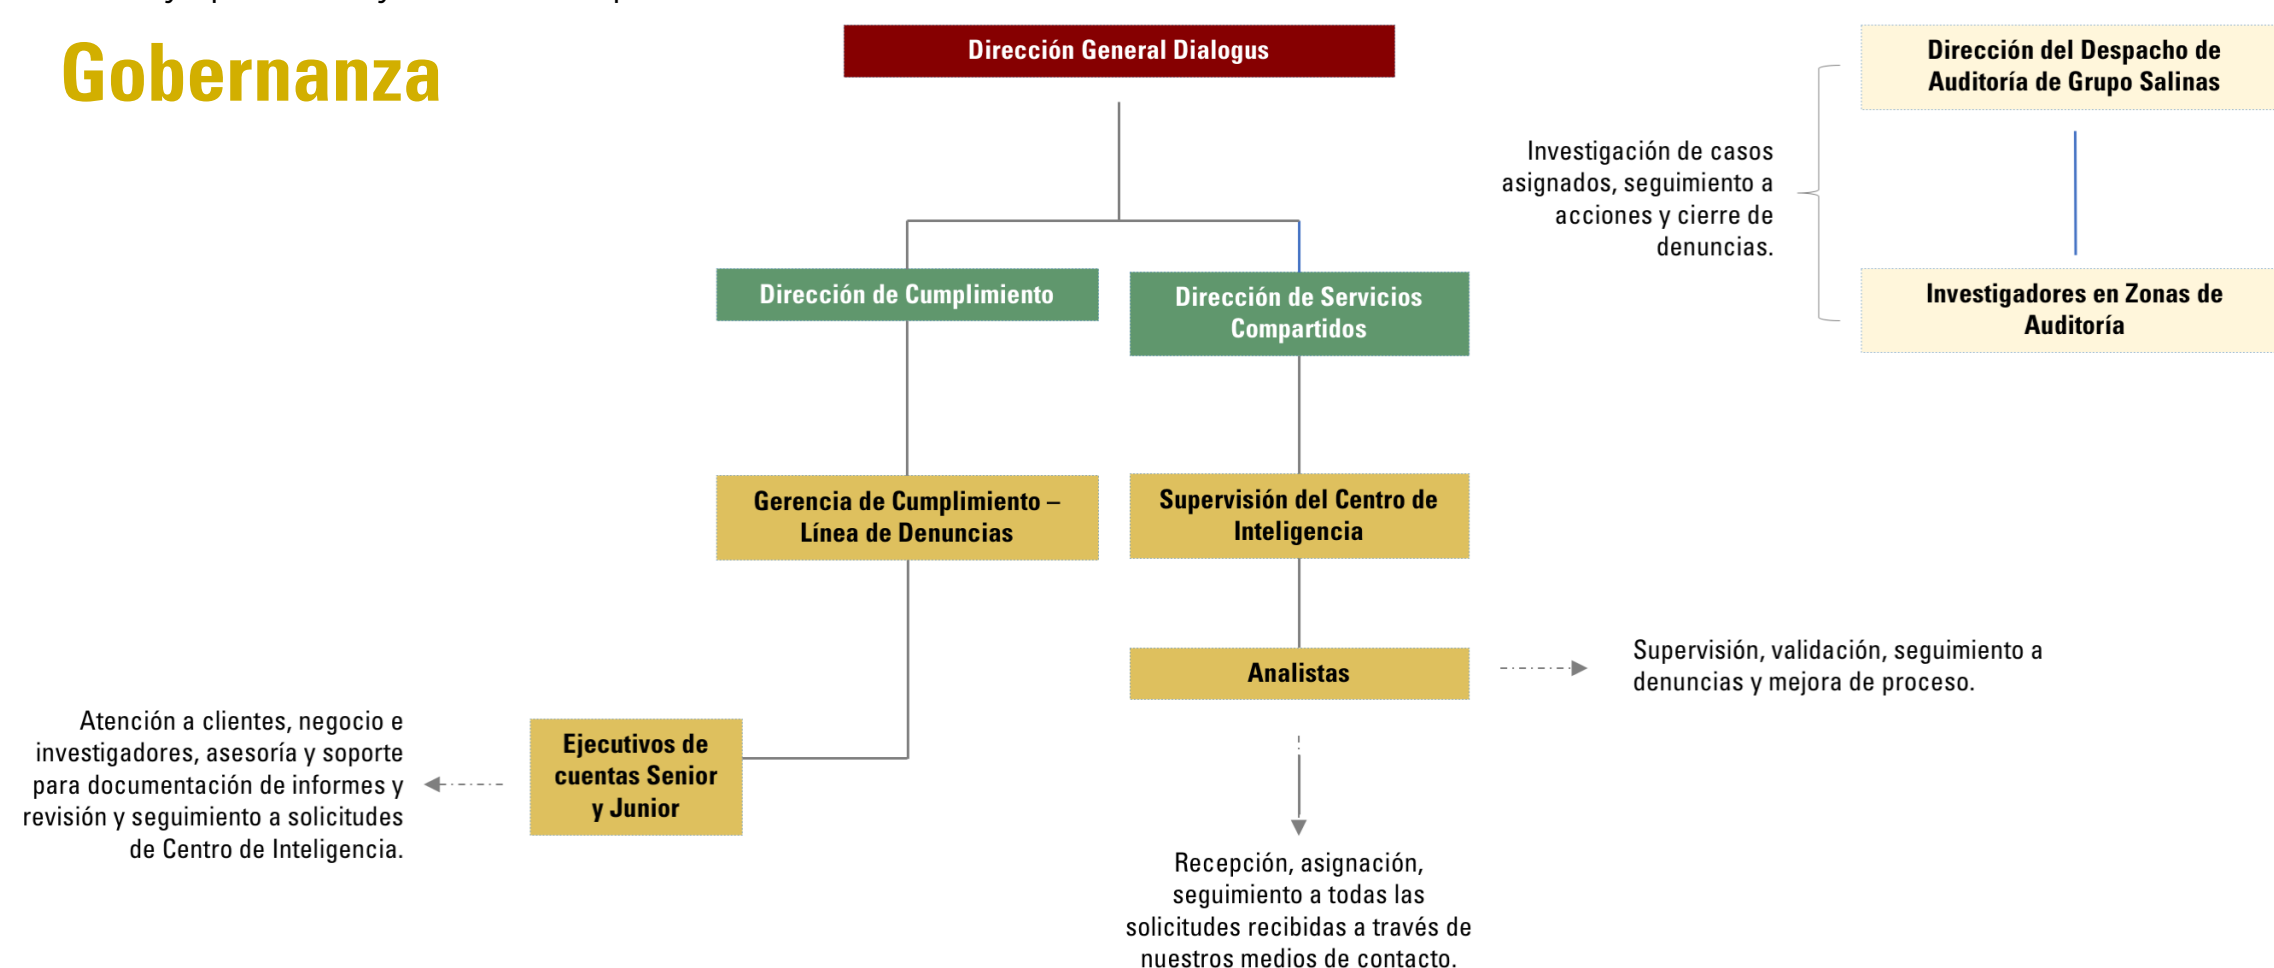 Gobernanza
Dirección General Dialogus
Dirección del Despacho de
Auditoría de Grupo Salinas
Investigación de casos
asignados, seguimiento a
acciones y cierre de
denuncias.
Investigadores en Zonas de
Auditoría
Dirección de Cumplimiento
Dirección de Servicios
Compartidos
Gerencia de Cumplimiento –
Línea de Denuncias
Supervisión del Centro de
Inteligencia
Analistas
Supervisión, validación, seguimiento a
denuncias y mejora de proceso.
Ejecutivos de
cuentas Senior
y Junior
Atención a clientes, negocio e
investigadores, asesoría y soporte
para documentación de informes y
revisión y seguimiento a solicitudes
de Centro de Inteligencia.
Recepción, asignación,
seguimiento a todas las
solicitudes recibidas a través de
nuestros medios de contacto.